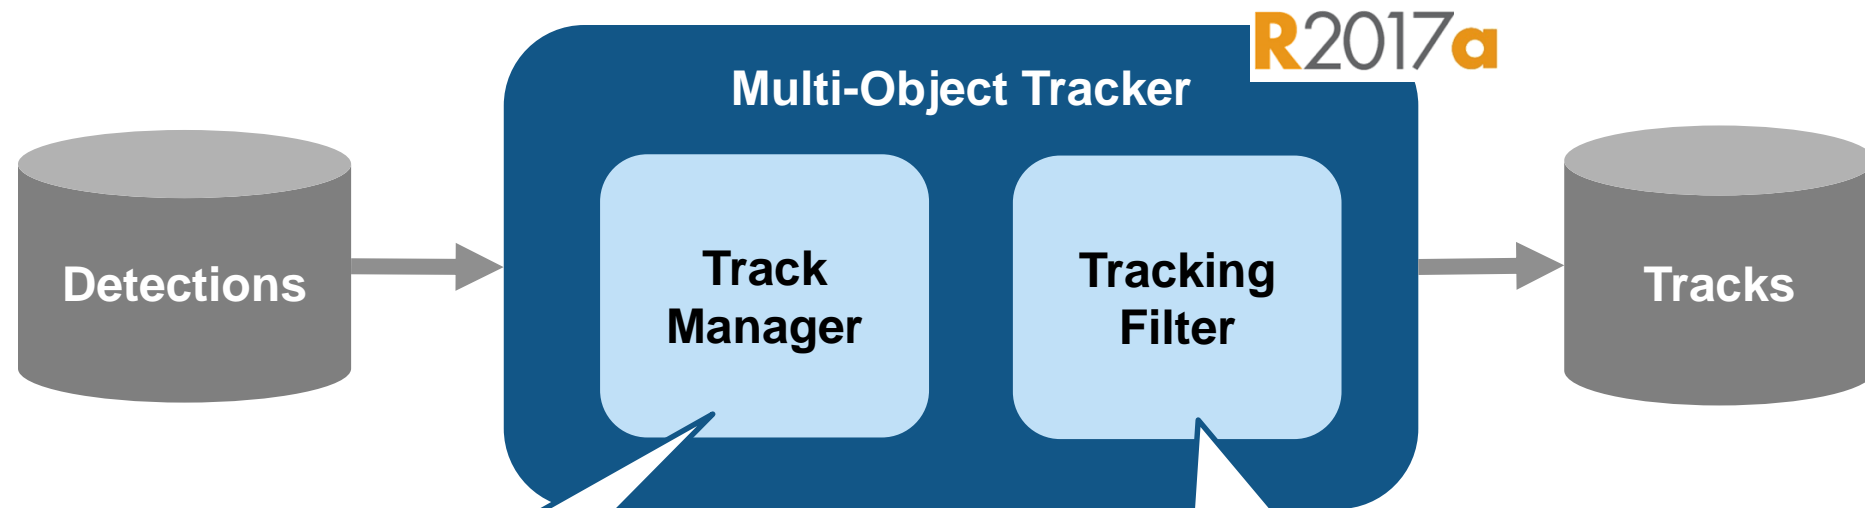 R2017a
Multi-Object Tracker
Detections
Track
Manager
Tracking
Filter
Tracks